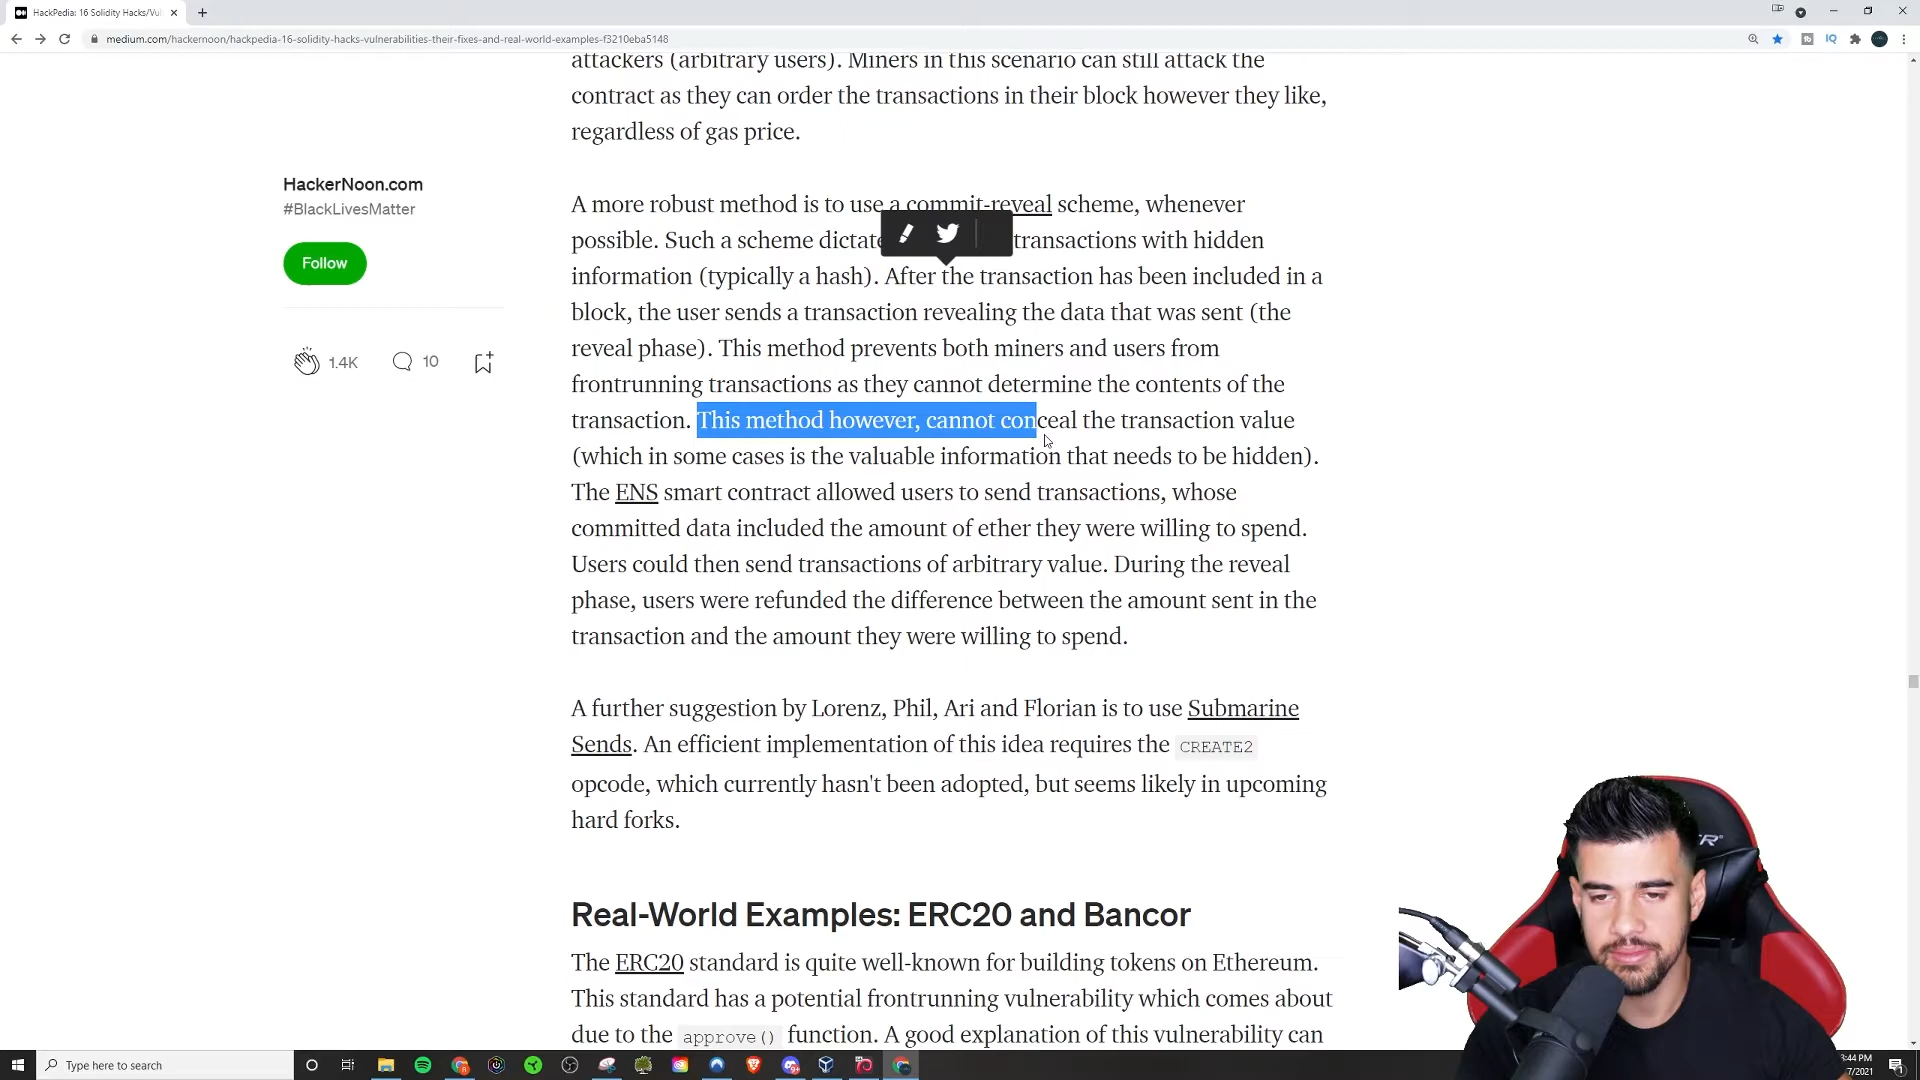 HackPedia: 16 Solidity Hacks/Vul
medium.com/hackernoon/hackpedia-16-solidity-hacks-vulnerabilities-their-fixes-and-real-world-examples-f3210eba5148
attackers (arbitrary users). Miners in this scenario can still attack the
contract as they can order the transactions in their block however they like,
regardless of gas price.
HackerNoon.com
#BlackLivesMatter
Follow
1.4K
10
A more robust method is to use a commit-reveal scheme, whenever
possible. Such a scheme dictate transactions with hidden
information (typically a hash). After the transaction has been included in a
block, the user sends a transaction revealing the data that was sent (the
reveal phase). This method prevents both miners and users from
frontrunning transactions as they cannot determine the contents of the
transaction. This method however, cannot conceal the transaction value
(which in some cases is the valuable information that needs to be hidden).
The ENS smart contract allowed users to send transactions, whose
committed data included the amount of ether they were willing to spend.
Users could then send transactions of arbitrary value. During the reveal
phase, users were refunded the difference between the amount sent in the
transaction and the amount they were willing to spend.
A further suggestion by Lorenz, Phil, Ari and Florian is to use Submarine
Sends. An efficient implementation of this idea requires the CREATE2
opcode, which currently hasn't been adopted, but seems likely in upcoming
hard forks.
Real-World Examples: ERC20 and Bancor
The ERC20 standard is quite well-known for building tokens on Ethereum.
This standard has a potential frontrunning vulnerability which comes about
due to the approve() function. A good explanation of this vulnerability can
Type here to search
:44 PM
7/2021